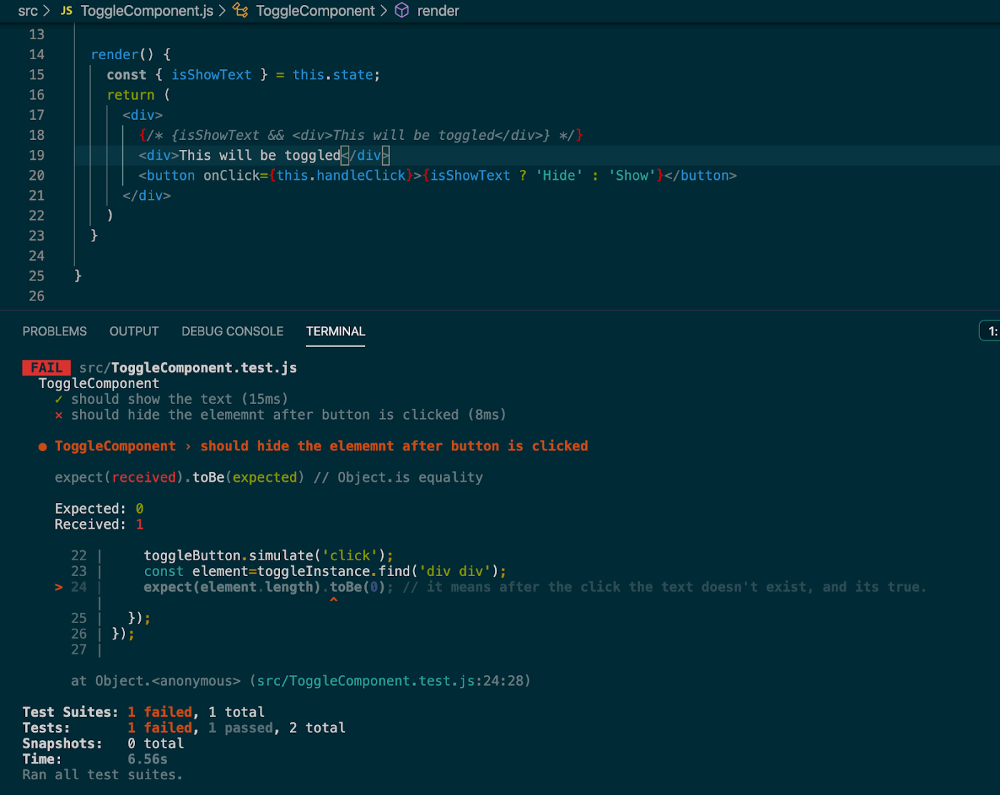 src > JS ToggleComponent.js > ToggleComponent > render
13
14 render() {
15 const { isShowText } = this.state;
16 return (
17 <div>
18 {/* {isShowText && <div>This will be toggled</div>} */}
19 <div>This will be toggled</div>
20 <button onClick={this.handleClick}>{isShowText ? 'Hide' : 'Show'}</button>
21 </div>
22 )
23 }
24
25 }
26
PROBLEMS OUTPUT DEBUG CONSOLE TERMINAL 1:
FAIL src/ToggleComponent.test.js
ToggleComponent
✓ should show the text (15ms)
✕ should hide the elememnt after button is clicked (8ms)
● ToggleComponent › should hide the elememnt after button is clicked
expect(received).toBe(expected) // Object.is equality
Expected: 0
Received: 1
22 | toggleButton.simulate('click');
23 | const element=toggleInstance.find('div div');
> 24 | expect(element.length).toBe(0); // it means after the click the text doesn't exist, and its true.
| ^
25 | });
26 | });
27 |
at Object.<anonymous> (src/ToggleComponent.test.js:24:28)
Test Suites: 1 failed, 1 total
Tests: 1 failed, 1 passed, 2 total
Snapshots: 0 total
Time: 6.56s
Ran all test suites.